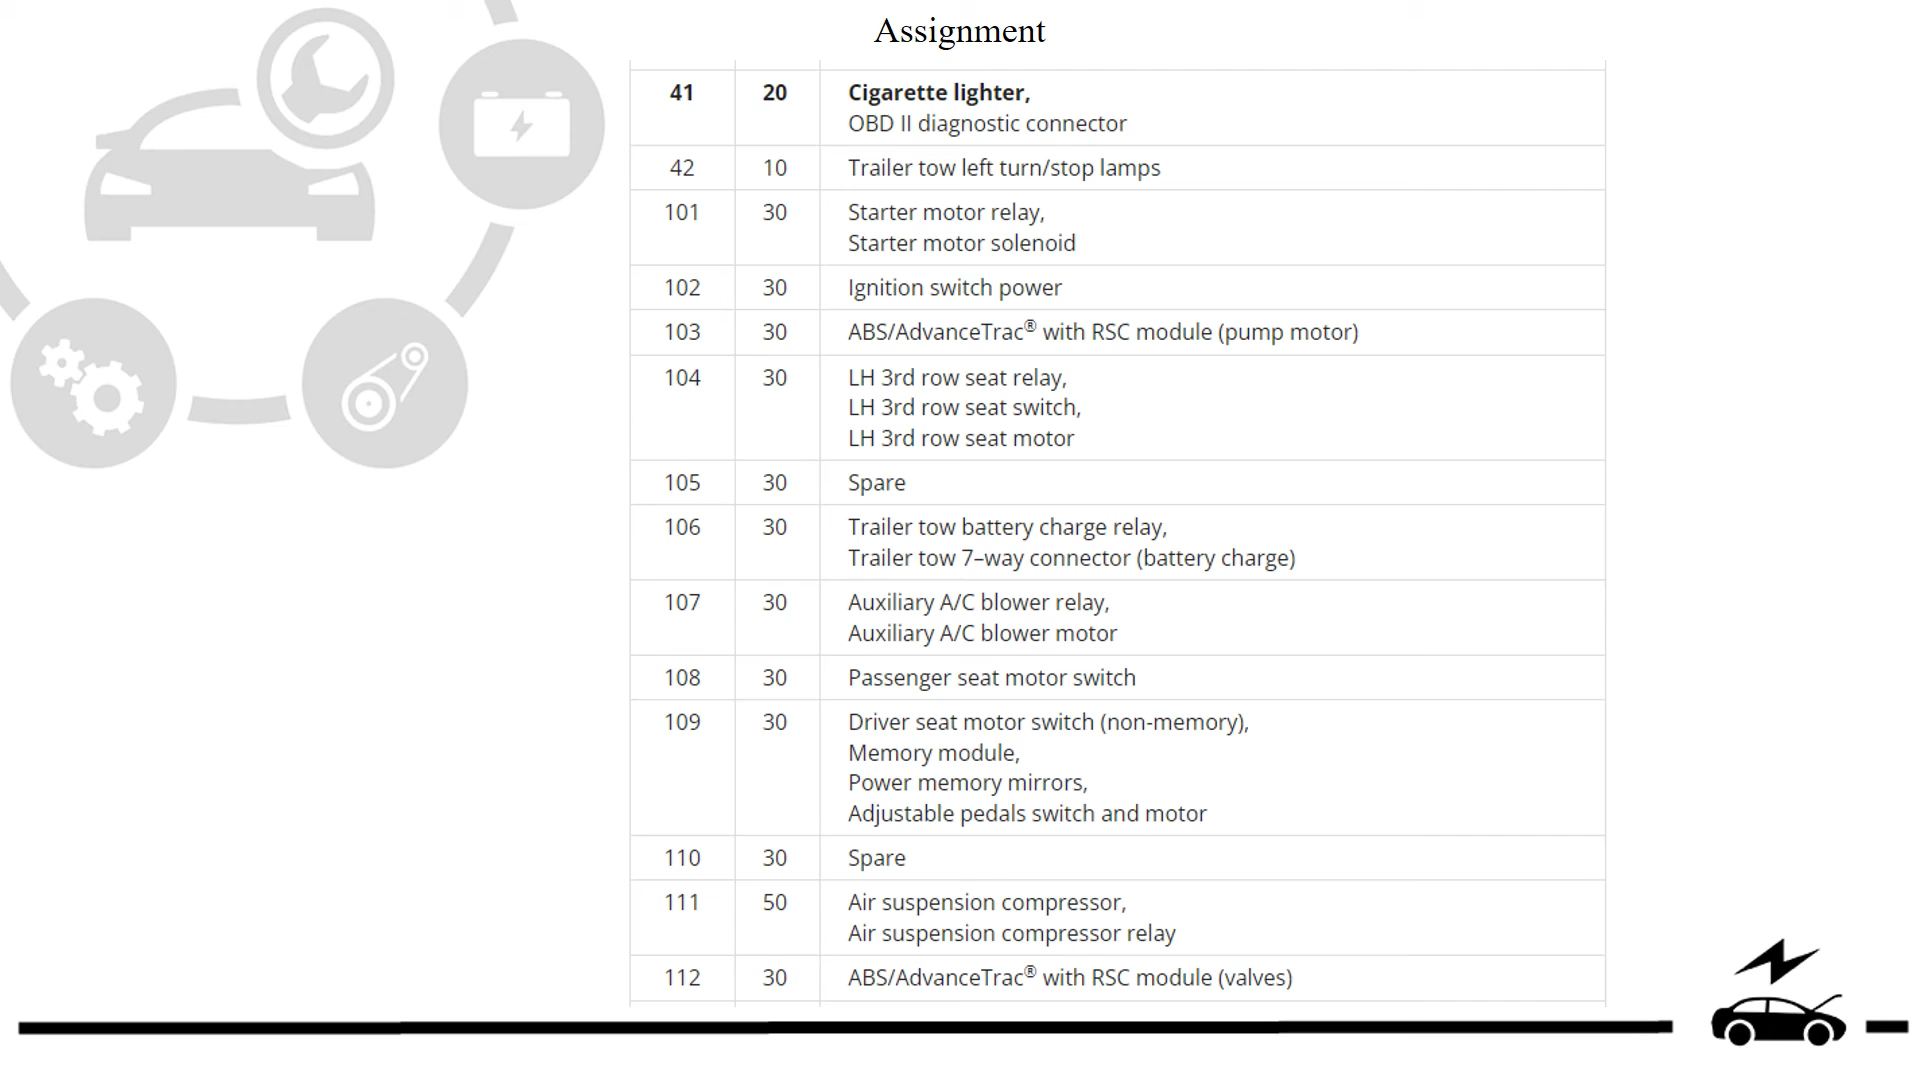 Assignment
41 20 Cigarette lighter,
OBD II diagnostic connector
42 10 Trailer tow left turn/stop lamps
101 30 Starter motor relay,
Starter motor solenoid
102 30 Ignition switch power
103 30 ABS/AdvanceTrac® with RSC module (pump motor)
104 30 LH 3rd row seat relay,
LH 3rd row seat switch,
LH 3rd row seat motor
105 30 Spare
106 30 Trailer tow battery charge relay,
Trailer tow 7–way connector (battery charge)
107 30 Auxiliary A/C blower relay,
Auxiliary A/C blower motor
108 30 Passenger seat motor switch
109 30 Driver seat motor switch (non-memory),
Memory module,
Power memory mirrors,
Adjustable pedals switch and motor
110 30 Spare
111 50 Air suspension compressor,
Air suspension compressor relay
112 30 ABS/AdvanceTrac® with RSC module (valves)